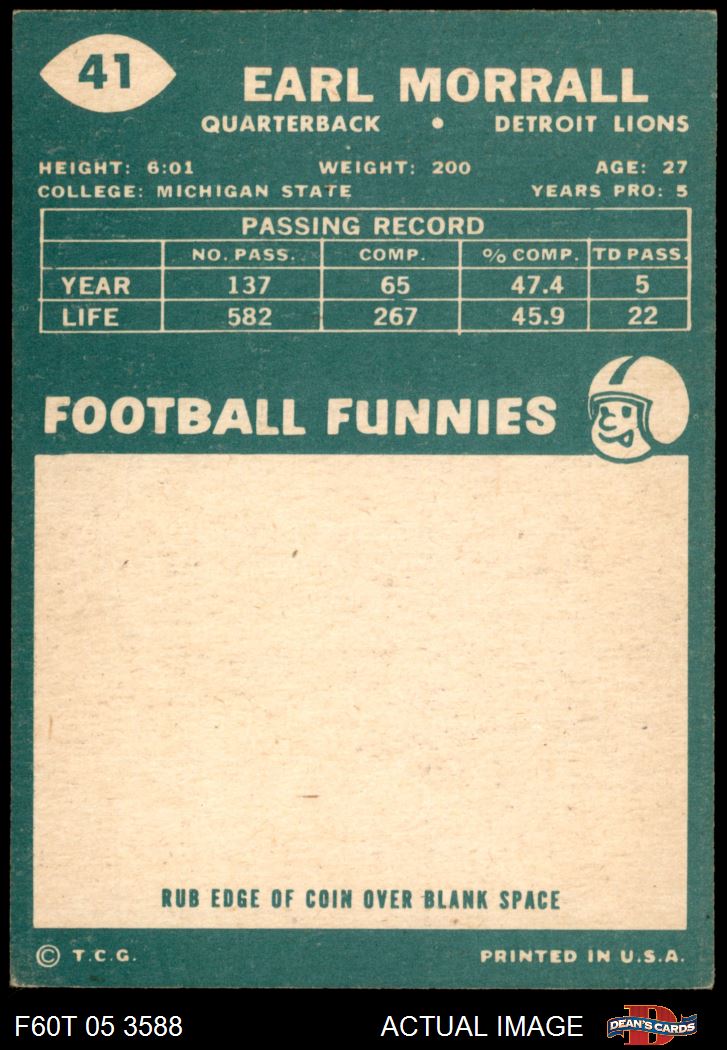 41
EARL MORRALL
QUARTERBACK • DETROIT LIONS
HEIGHT: 6:01 WEIGHT: 200 AGE: 27
COLLEGE: MICHIGAN STATE YEARS PRO: 5
PASSING RECORD
NO. PASS. COMP. % COMP. TD PASS.
YEAR 137 65 47.4 5
LIFE 582 267 45.9 22
FOOTBALL FUNNIES
RUB EDGE OF COIN OVER BLANK SPACE
© T.C.G. PRINTED IN U.S.A.
F60T 05 3588 ACTUAL IMAGE D DEAN'S CARDS